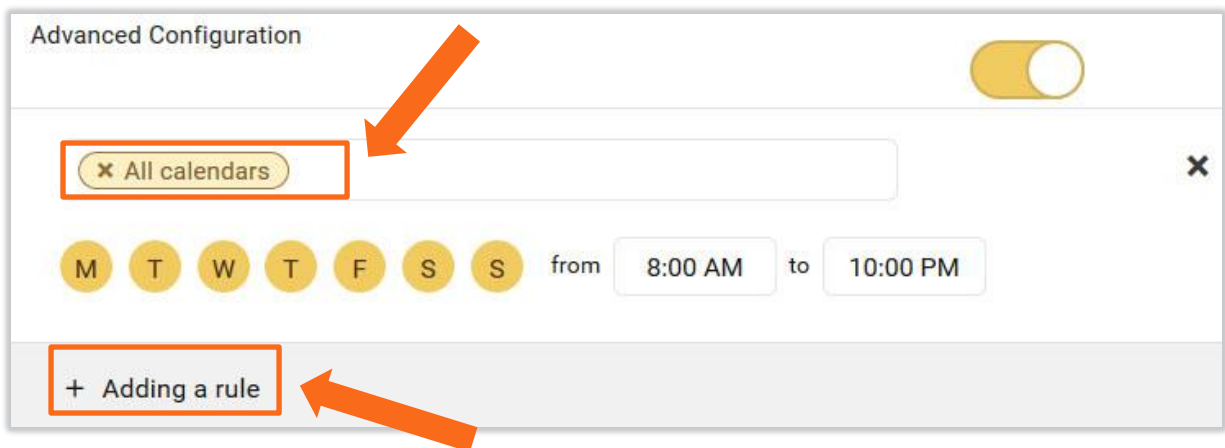 Advanced Configuration
× All calendars
×
M T W T F S S from 8:00 AM to 10:00 PM
+ Adding a rule